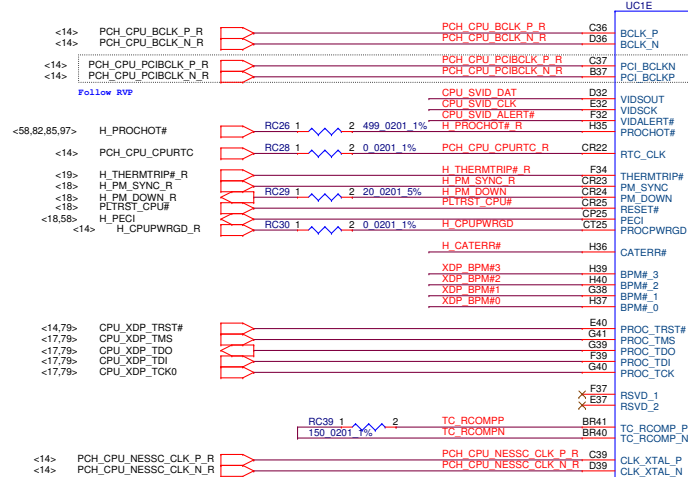 UC1E
<14> PCH_CPU_BCLK_P_R PCH_CPU_BCLK_P_R C36 BCLK_P
<14> PCH_CPU_BCLK_N_R PCH_CPU_BCLK_N_R D36 BCLK_N
<14> PCH_CPU_PCIBCLK_P_R PCH_CPU_PCIBCLK_P_R C37 PCI_BCLKN
<14> PCH_CPU_PCIBCLK_N_R PCH_CPU_PCIBCLK_N_R B37 PCI_BCLKP
Follow RVP
CPU_SVID_DAT D32 VIDSOUT
CPU_SVID_CLK E32 VIDSCK
CPU_SVID_ALERT# F32 VIDALERT#
<58,82,85,97> H_PROCHOT# RC26 1 2 499_0201_1% H_PROCHOT#_R H35 PROCHOT#
<14> PCH_CPU_CPURTC RC28 1 2 0_0201_1% PCH_CPU_CPURTC_R CR22 RTC_CLK
<19> H_THERMTRIP#_R H_THERMTRIP#_R F34 THERMTRIP#
<18> H_PM_SYNC_R H_PM_SYNC_R CR23 PM_SYNC
<18> H_PM_DOWN_R RC29 1 2 20_0201_5% H_PM_DOWN CR24 PM_DOWN
<18> PLTRST_CPU# PLTRST_CPU# CR25 RESET#
<18,58> H_PECI CP25 PECI
<14> H_CPUPWRGD_R RC30 1 2 0_0201_1% H_CPUPWRGD CT25 PROCPWRGD
H_CATERR# H36 CATERR#
XDP_BPM#3 H39 BPM#_3
XDP_BPM#2 H40 BPM#_2
XDP_BPM#1 G38 BPM#_1
XDP_BPM#0 H37 BPM#_0
<14,79> CPU_XDP_TRST# E40 PROC_TRST#
<17,79> CPU_XDP_TMS G41 PROC_TMS
<17,79> CPU_XDP_TDO G39 PROC_TDO
<17,79> CPU_XDP_TDI F39 PROC_TDI
<17,79> CPU_XDP_TCK0 G40 PROC_TCK
F37 RSVD_1
E37 RSVD_2
RC39 1 2 TC_RCOMPP BR41 TC_RCOMP_P
150_0201_1% TC_RCOMPN BR40 TC_RCOMP_N
<14> PCH_CPU_NESSC_CLK_P_R PCH_CPU_NESSC_CLK_P_R C39 CLK_XTAL_P
<14> PCH_CPU_NESSC_CLK_N_R PCH_CPU_NESSC_CLK_N_R D39 CLK_XTAL_N